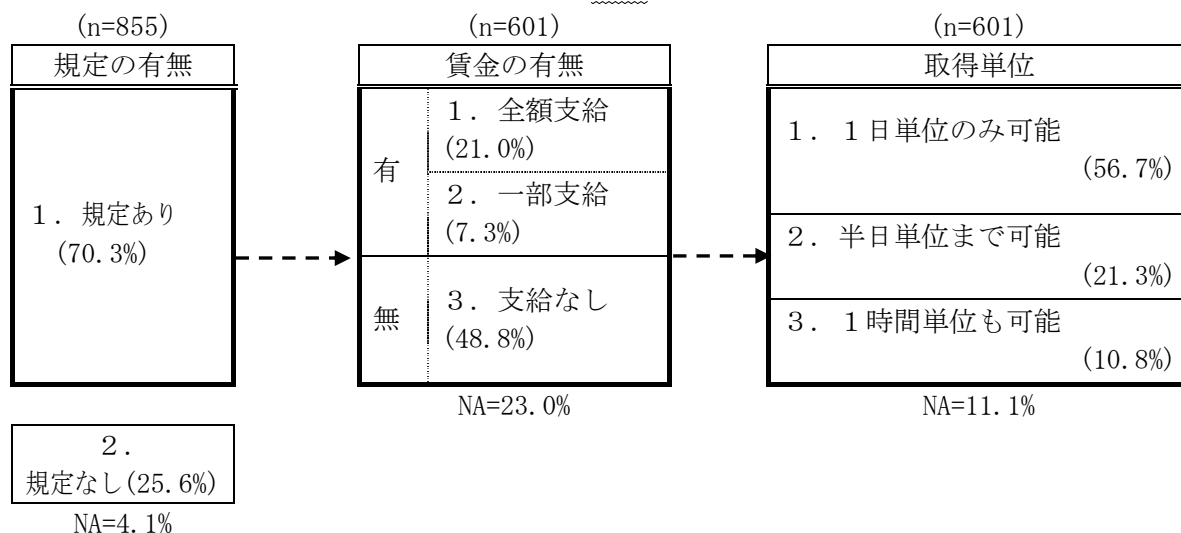 (n=855)
規定の有無
１. 規定あり
(70.3%)
２.
規定なし(25.6%)
NA=4.1%
(n=601)
賃金の有無
有
１. 全額支給
(21.0%)
２. 一部支給
(7.3%)
無
３. 支給なし
(48.8%)
NA=23.0%
(n=601)
取得単位
１. １日単位のみ可能
(56.7%)
２. 半日単位まで可能
(21.3%)
３. １時間単位も可能
(10.8%)
NA=11.1%